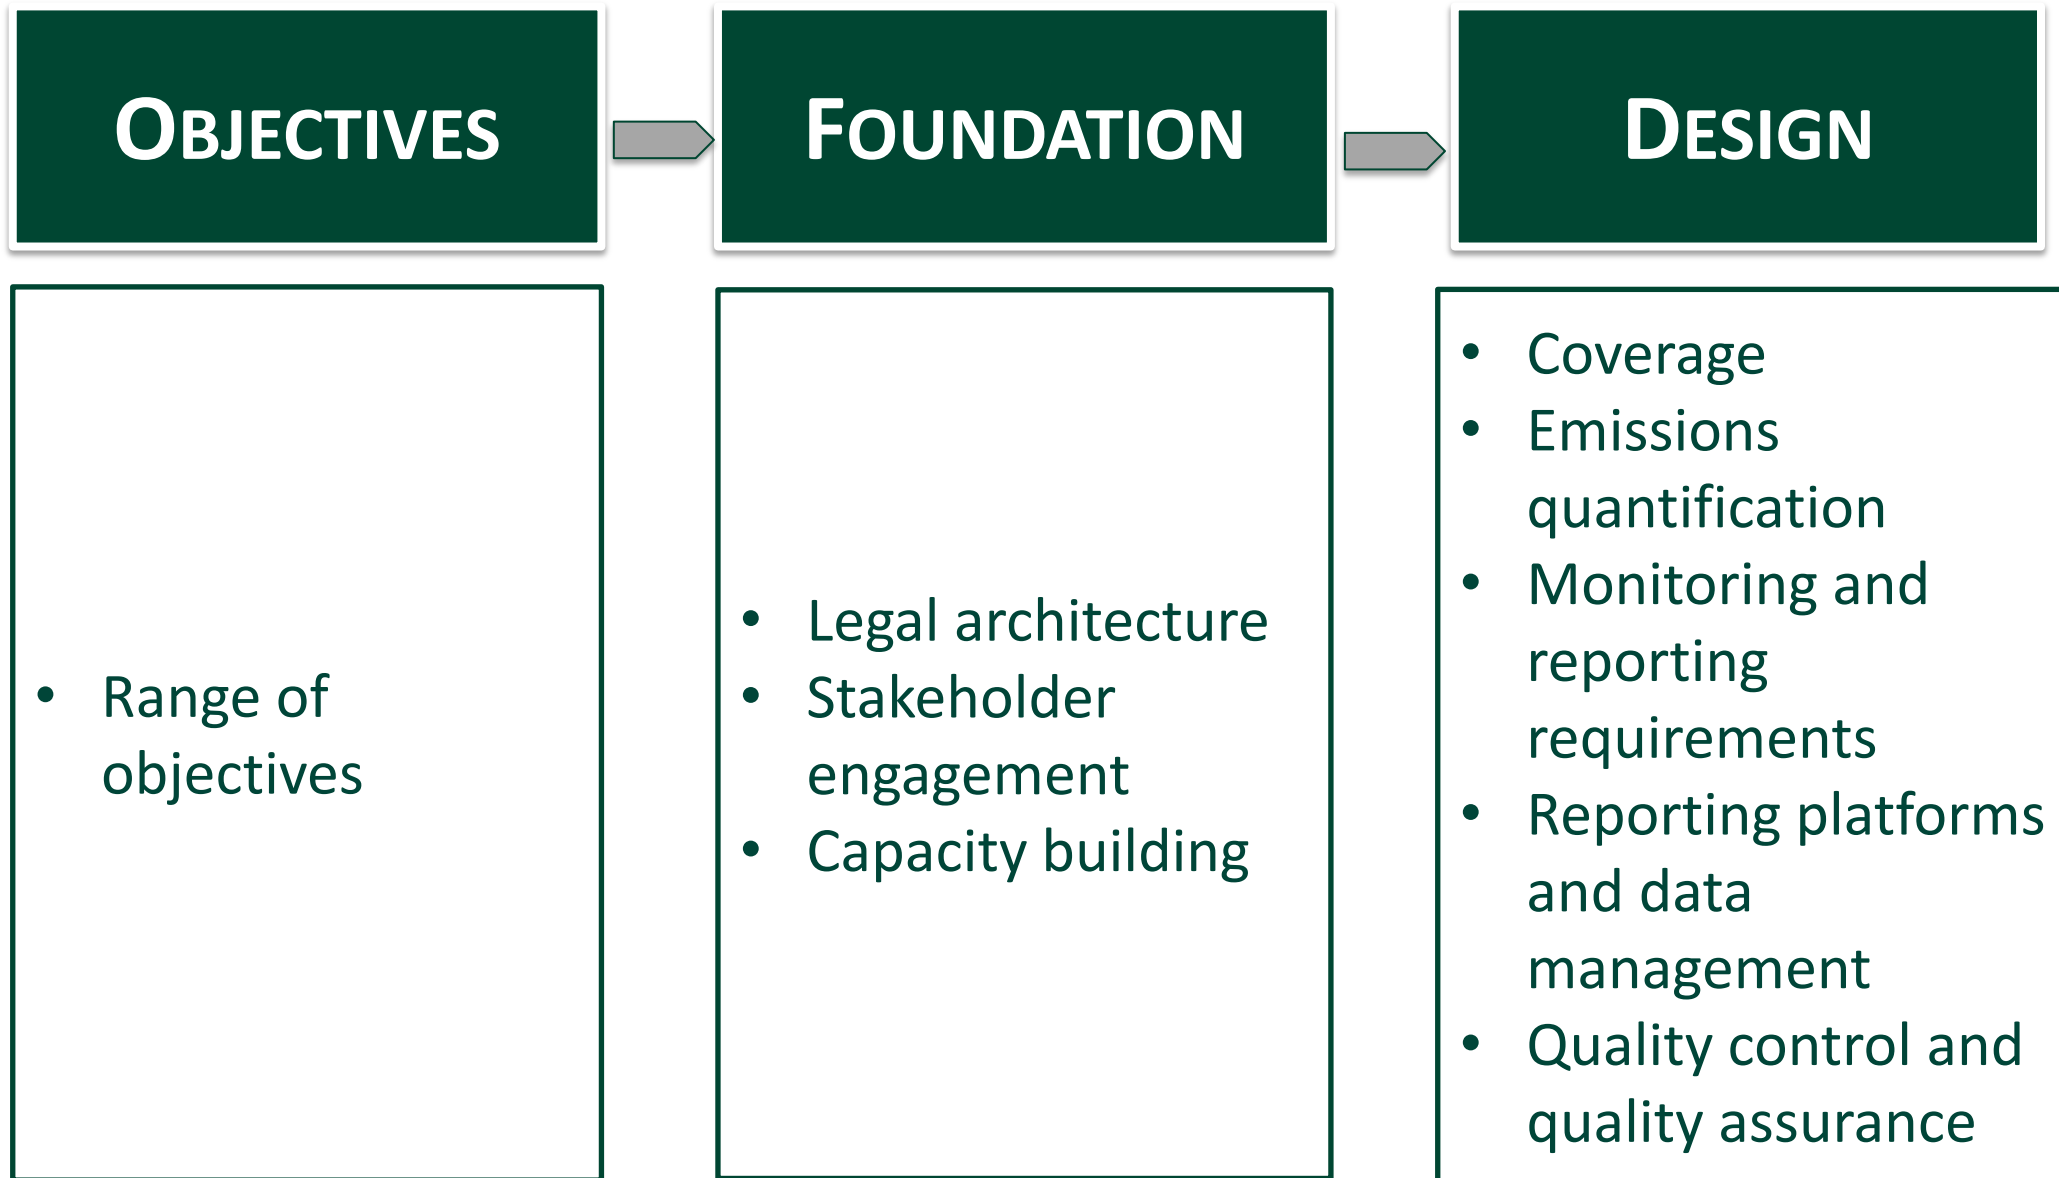 OBJECTIVES
FOUNDATION
DESIGN
• Range of
objectives
• Legal architecture
• Stakeholder
engagement
• Capacity building
• Coverage
• Emissions
quantification
• Monitoring and
reporting
requirements
• Reporting platforms
and data
management
• Quality control and
quality assurance